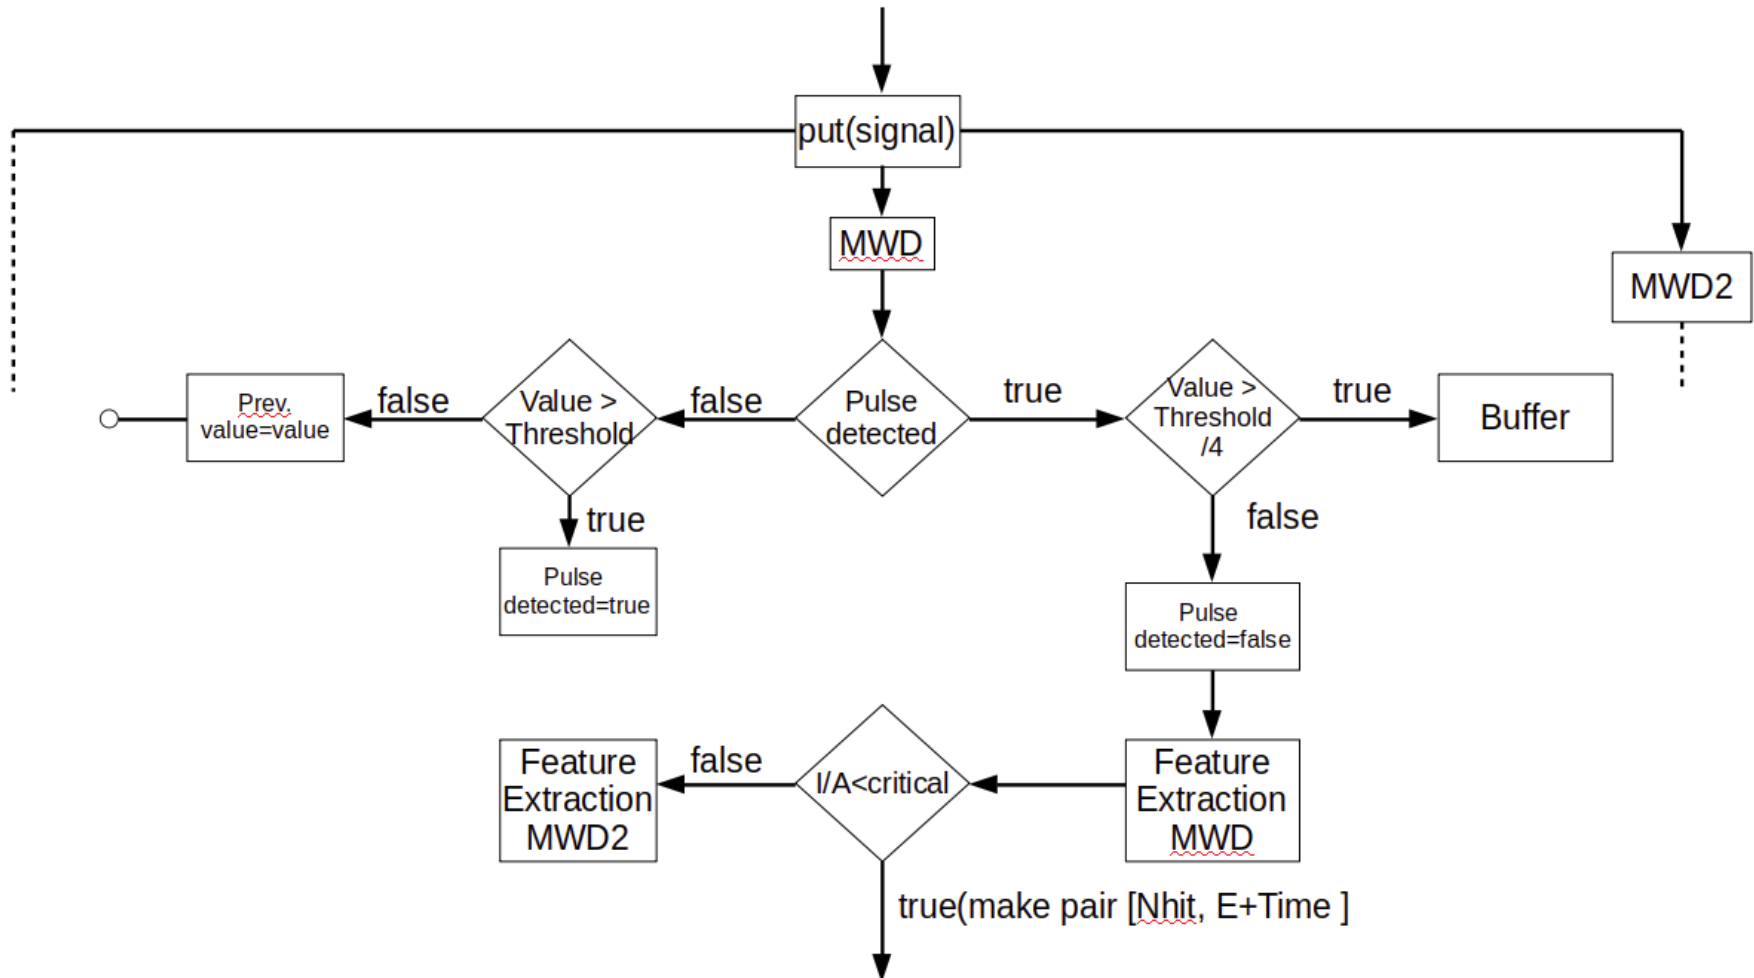 put(signal)
MWD
MWD2
Prev.
value=value
false
Value >
Threshold
false
Pulse
detected
true
Value >
Threshold
/4
true
Buffer
true
false
Pulse
detected=true
Pulse
detected=false
Feature
Extraction
MWD2
false
I/A<critical
Feature
Extraction
MWD
true(make pair [Nhit, E+Time ]